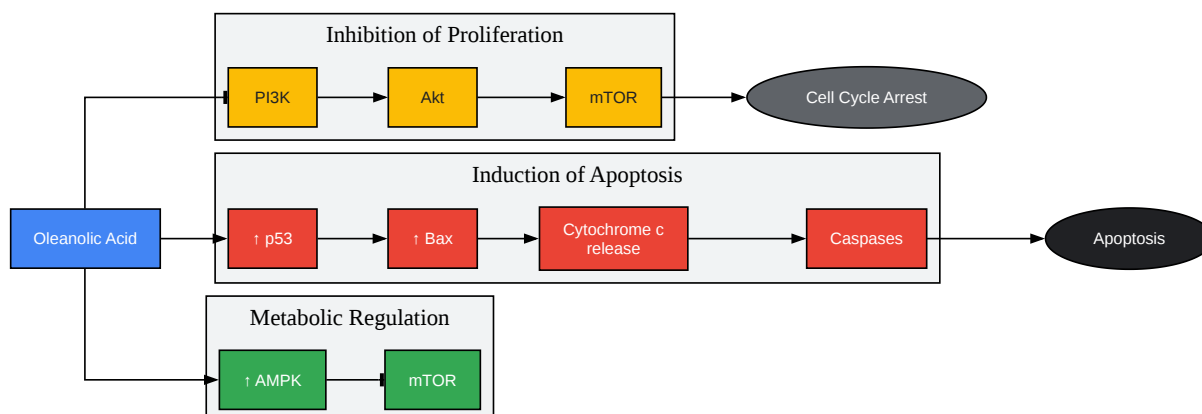 Inhibition of Proliferation
PI3K
Akt
mTOR
Cell Cycle Arrest
Induction of Apoptosis
Oleanolic Acid
↑ p53
↑ Bax
Cytochrome c
release
Caspases
Apoptosis
Metabolic Regulation
↑ AMPK
mTOR